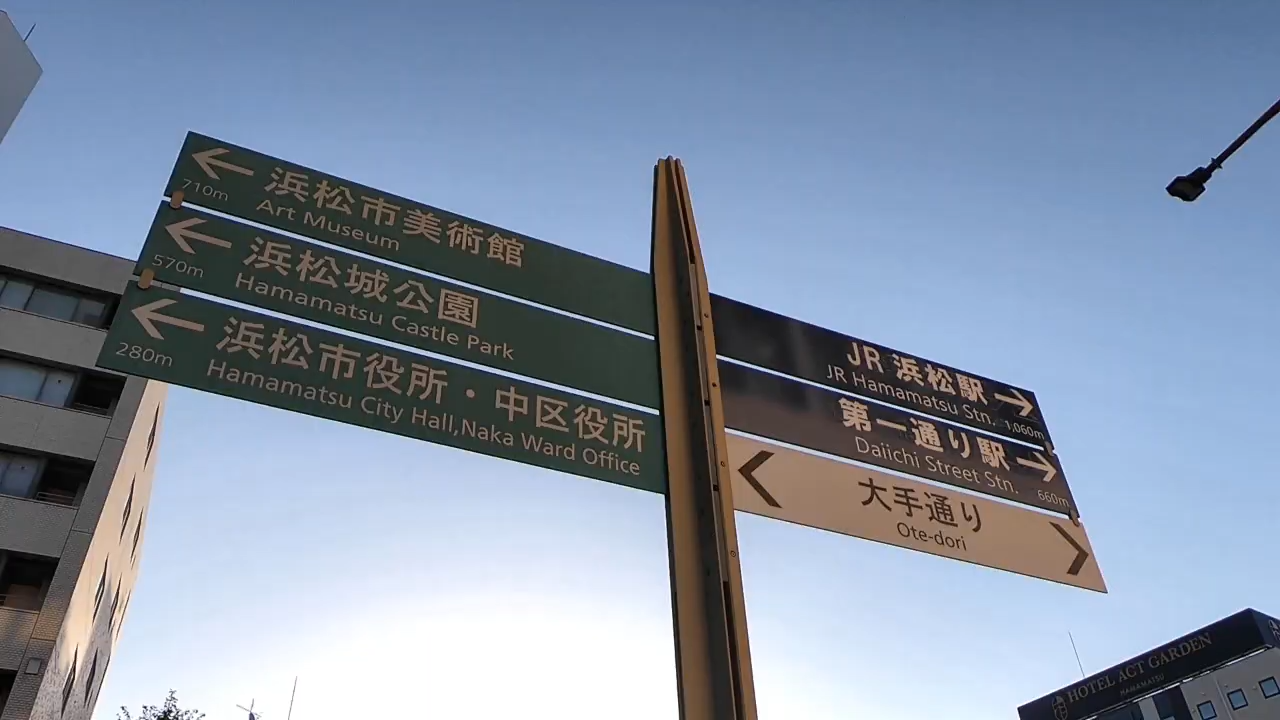 710m
浜松市美術館
Art Museum
570m
浜松城公園
Hamamatsu Castle Park
280m
浜松市役所・中区役所
Hamamatsu City Hall,Naka Ward Office
JR 浜松駅
JR Hamamatsu Stn.
1,060m
第一通り駅
Daiichi Street Stn.
660m
大手通り
Ote-dori
HOTEL ACT GARDEN
HAMAMATSU